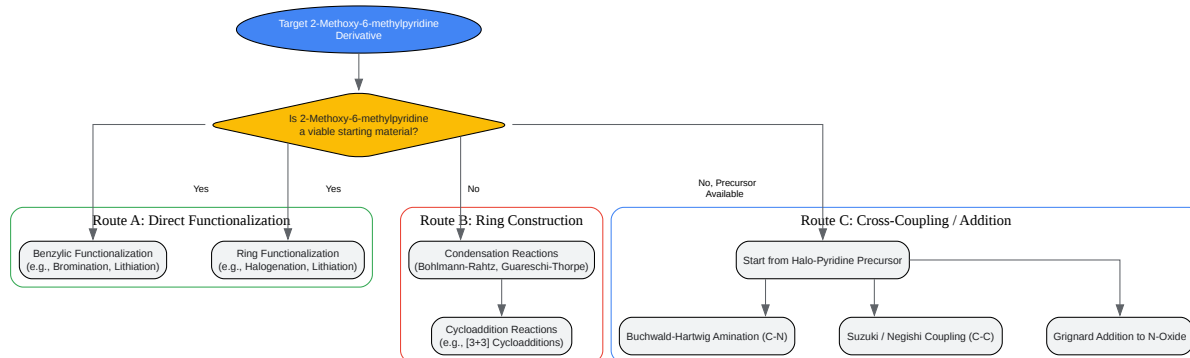 Target 2-Methoxy-6-methylpyridine
Derivative
Is 2-Methoxy-6-methylpyridine
a viable starting material?
Yes
Yes
No
No, Precursor
Available
Route A: Direct Functionalization
Benzylic Functionalization
(e.g., Bromination, Lithiation)
Ring Functionalization
(e.g., Halogenation, Lithiation)
Route B: Ring Construction
Condensation Reactions
(Bohlmann-Rahtz, Guareschi-Thorpe)
Cycloaddition Reactions
(e.g., [3+3] Cycloadditions)
Route C: Cross-Coupling / Addition
Start from Halo-Pyridine Precursor
Buchwald-Hartwig Amination (C-N)
Suzuki / Negishi Coupling (C-C)
Grignard Addition to N-Oxide